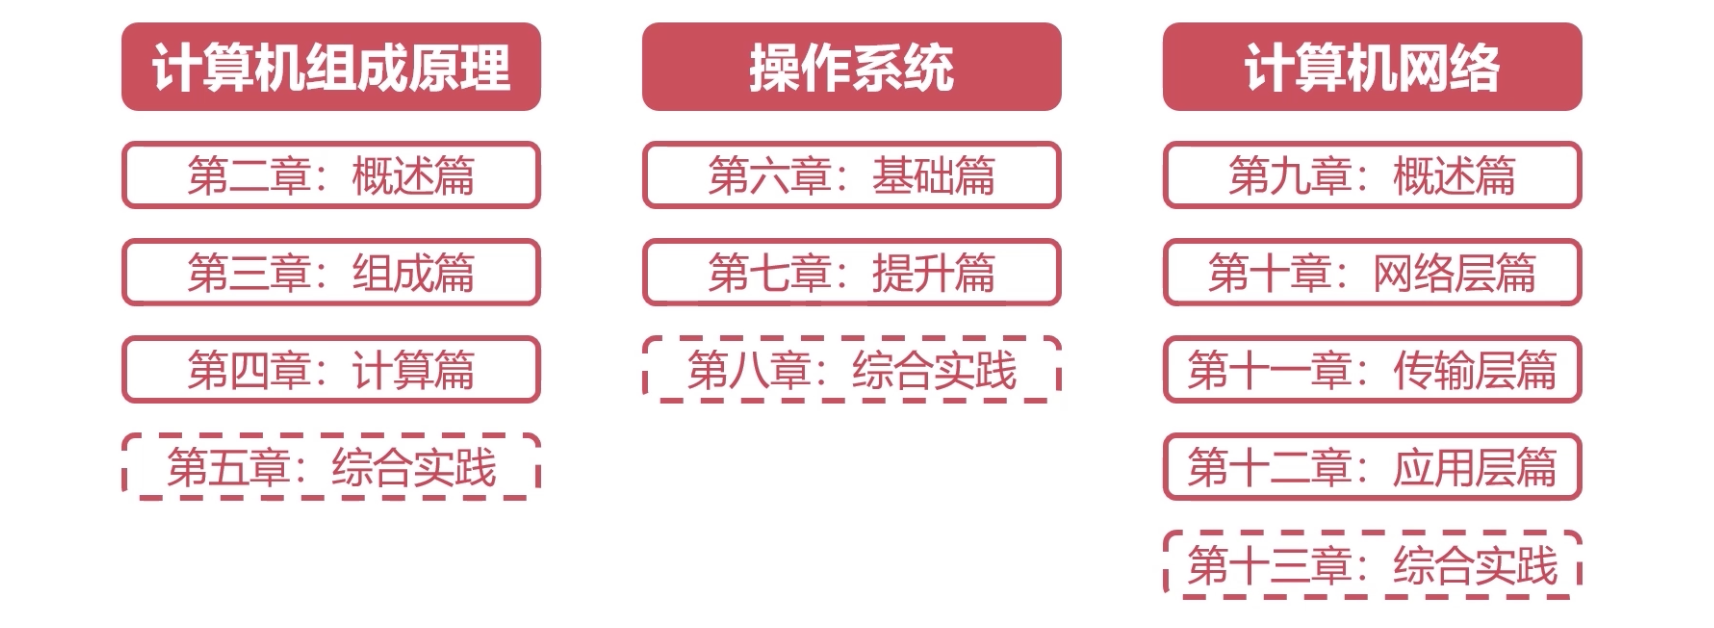 计算机组成原理
第二章：概述篇
第三章：组成篇
第四章：计算篇
第五章：综合实践
操作系统
第六章：基础篇
第七章：提升篇
第八章：综合实践
计算机网络
第九章：概述篇
第十章：网络层篇
第十一章：传输层篇
第十二章：应用层篇
第十三章：综合实践